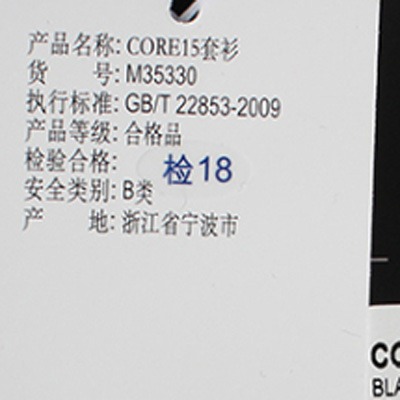 产品名称: CORE15套衫
货 号: M35330
执行标准: GB/T 22853-2009
产品等级: 合格品
检验合格: 检18
安全类别: B类
产 地: 浙江省宁波市
CO
BLA